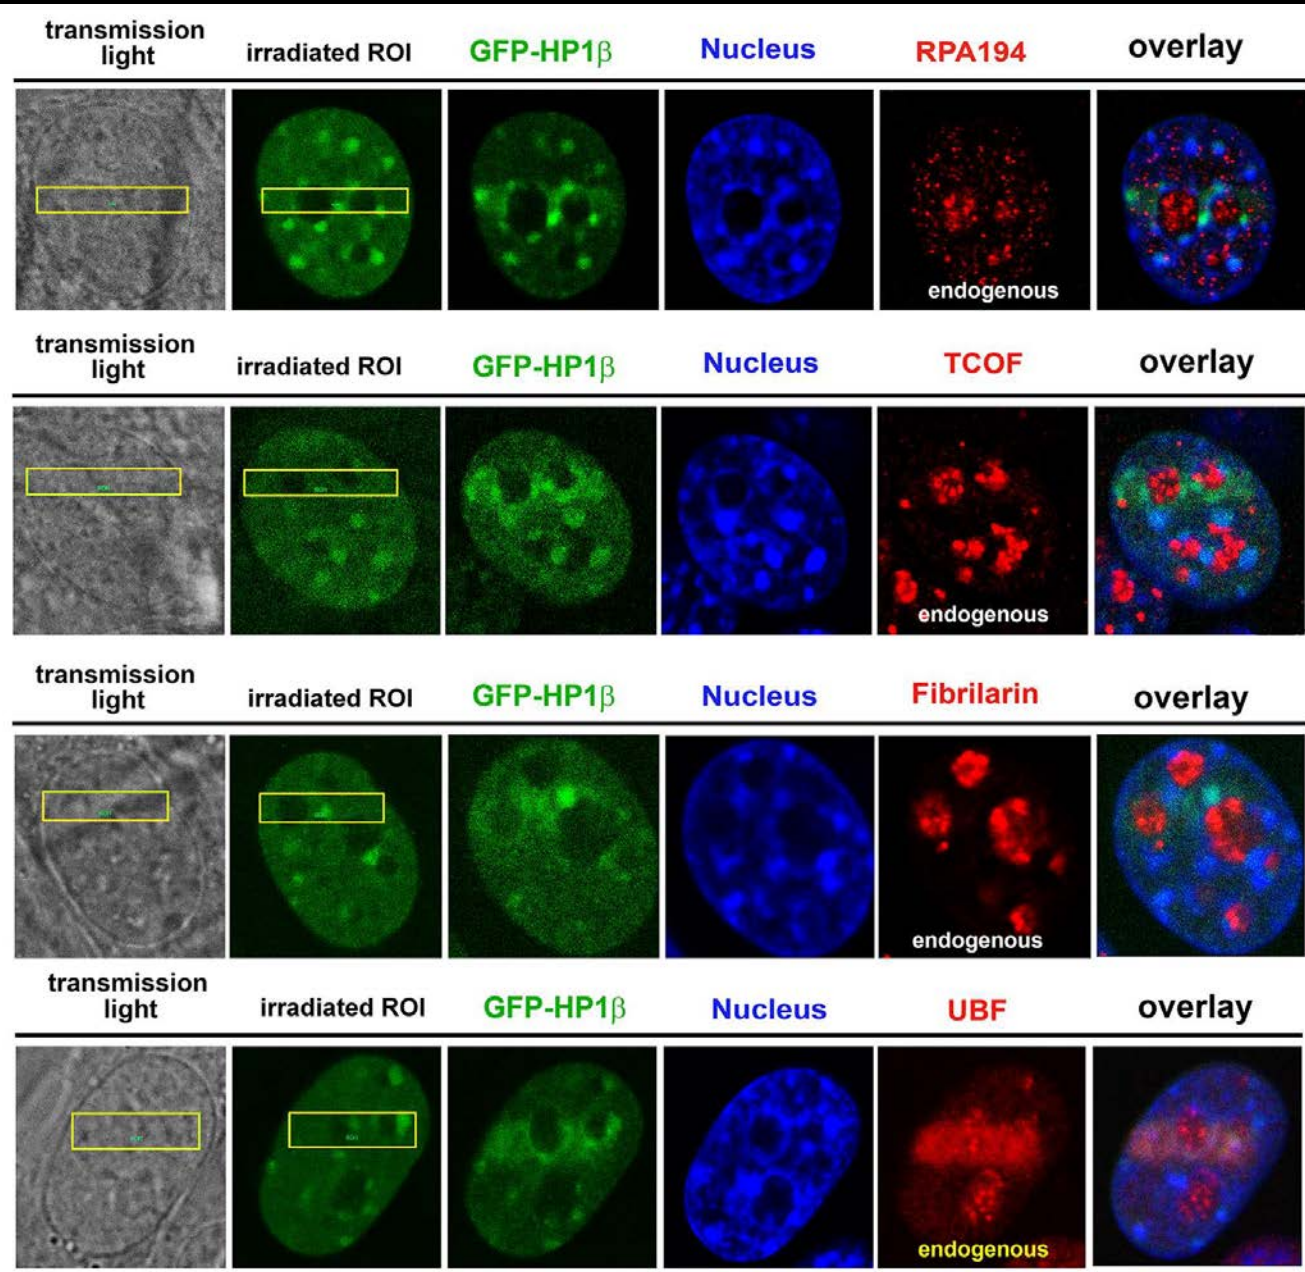 transmission
light
irradiated ROI
GFP-HP1β
Nucleus
RPA194
overlay
endogenous
transmission
light
irradiated ROI
GFP-HP1β
Nucleus
TCOF
overlay
endogenous
transmission
light
irradiated ROI
GFP-HP1β
Nucleus
Fibrilarin
overlay
endogenous
transmission
light
irradiated ROI
GFP-HP1β
Nucleus
UBF
overlay
endogenous